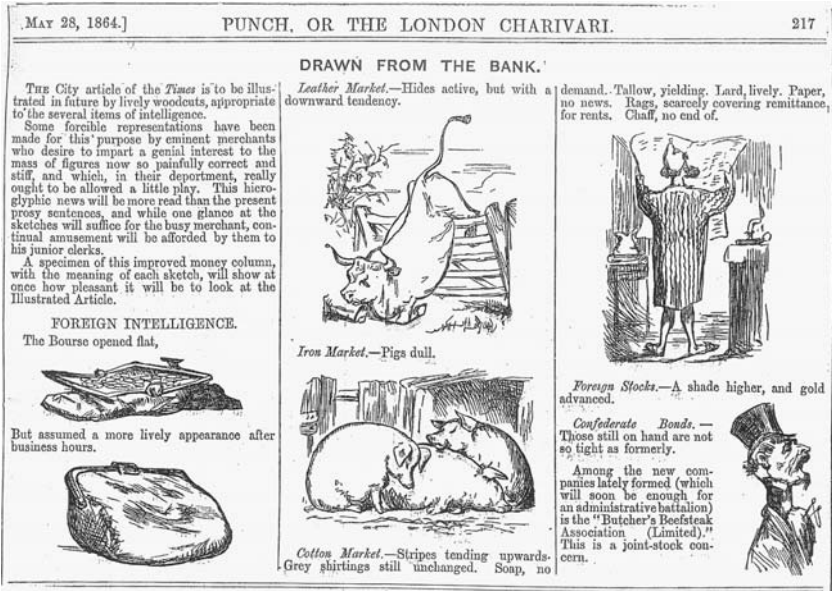 MAY 28, 1864.]
PUNCH, OR THE LONDON CHARIVARI.
217
DRAWN FROM THE BANK.
THE City article of the Times is to be illus-
trated in future by lively woodcuts, appropriate
to the several items of intelligence.
Some forcible representations have been
made for this purpose by eminent merchants
who desire to impart a genial interest to the
mass of figures now so painfully correct and
stiff, and which, in their deportment, really
ought to be allowed a little play. This hiero-
glyphic news will be more read than the present
prosy sentences, and while one glance at the
sketches will suffice for the busy merchant, con-
tinual amusement will be afforded by them to
his junior clerks.
A specimen of this improved money column,
with the meaning of each sketch, will show at
once how pleasant it will be to look at the
Illustrated Article.
FOREIGN INTELLIGENCE.
The Bourse opened flat,
But assumed a more lively appearance after
business hours.
Leather Market.—Hides active, but with a
downward tendency.
Iron Market.—Pigs dull.
Cotton Market.—Stripes tending upwards.
Grey shirtings still unchanged. Soap, no
demand. Tallow, yielding. Lard, lively. Paper,
no news. Rags, scarcely covering remittance,
for rents. Chaff, no end of.
Foreign Stocks.—A shade higher, and gold
advanced.
Confederate Bonds. —
Those still on hand are not
so tight as formerly.
Among the new com-
panies lately formed (which
will soon be enough for
an administrative battalion)
is the "Butcher's Beefsteak
Association (Limited)."
This is a joint-stock con-
cern.